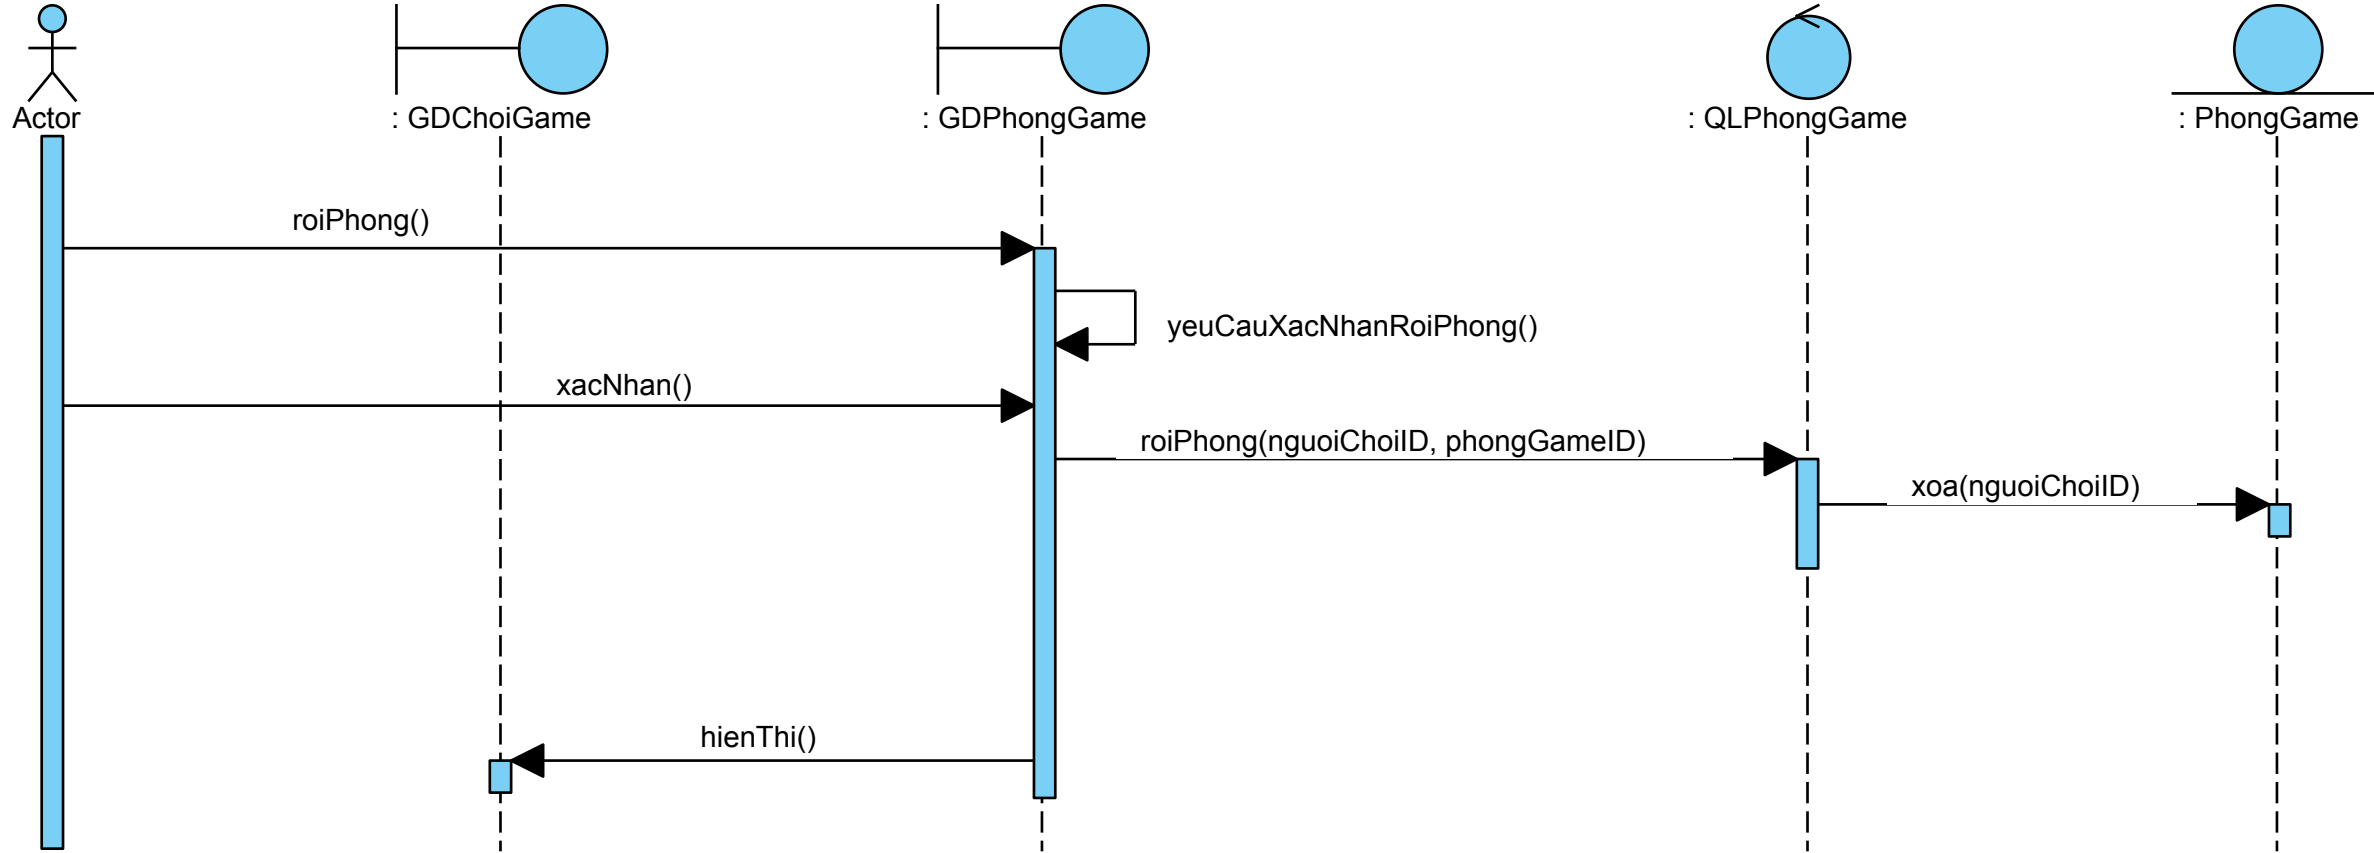 Actor
: GDChoiGame
: GDPhongGame
: QLPhongGame
: PhongGame
roiPhong()
yeuCauXacNhanRoiPhong()
xacNhan()
roiPhong(nguoiChoiID, phongGameID)
xoa(nguoiChoiID)
hienThi()